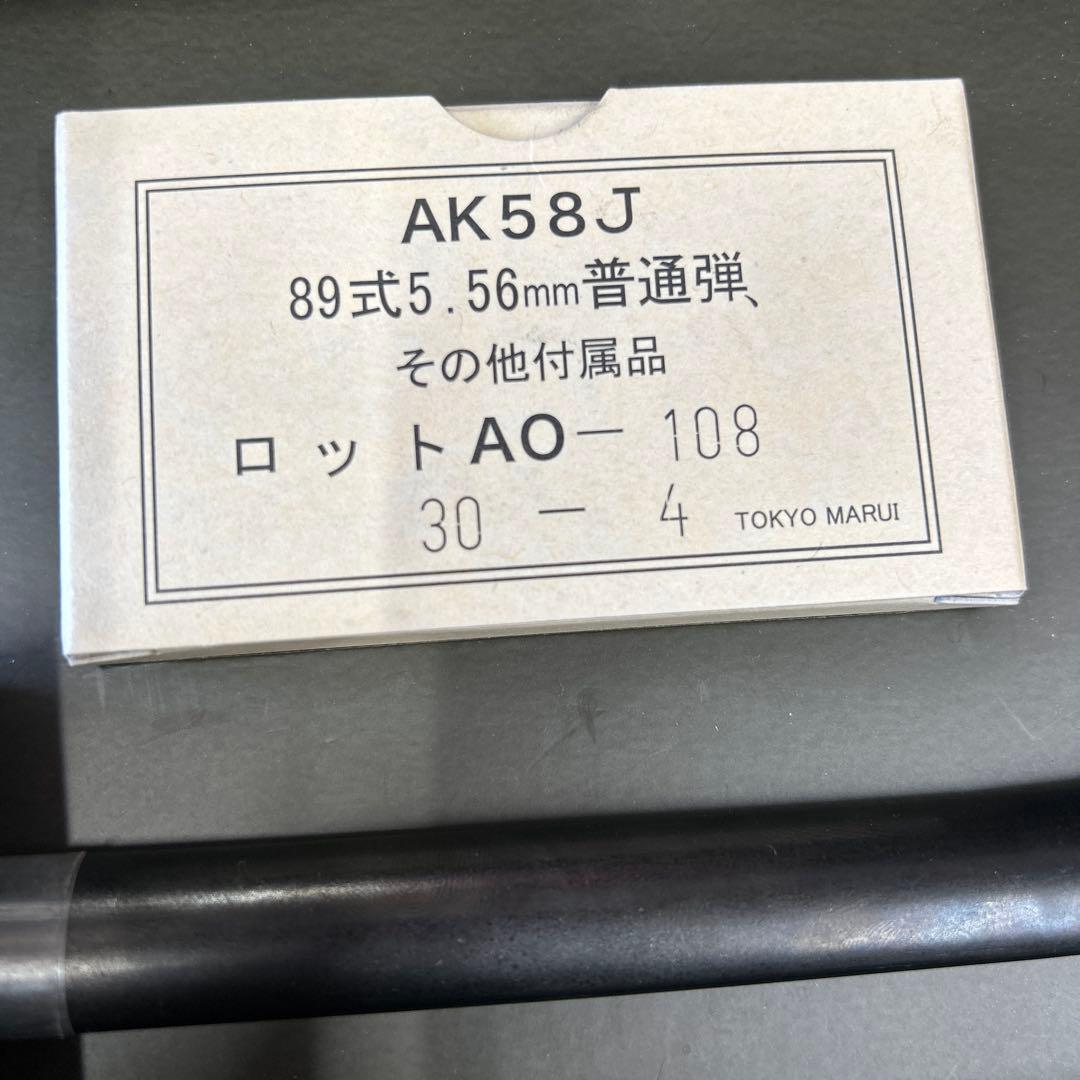 AK58J
89式5.56mm普通弾、
その他付属品
ロットAO－108
30－4 TOKYO MARUI